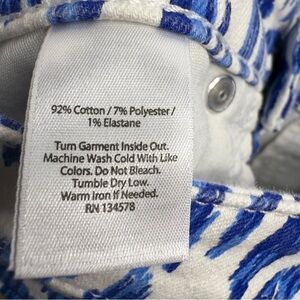 92% Cotton / 7% Polyester /
1% Elastane
Turn Garment Inside Out.
Machine Wash Cold With Like
Colors. Do Not Bleach.
Tumble Dry Low.
Warm Iron If Needed.
RN 134578